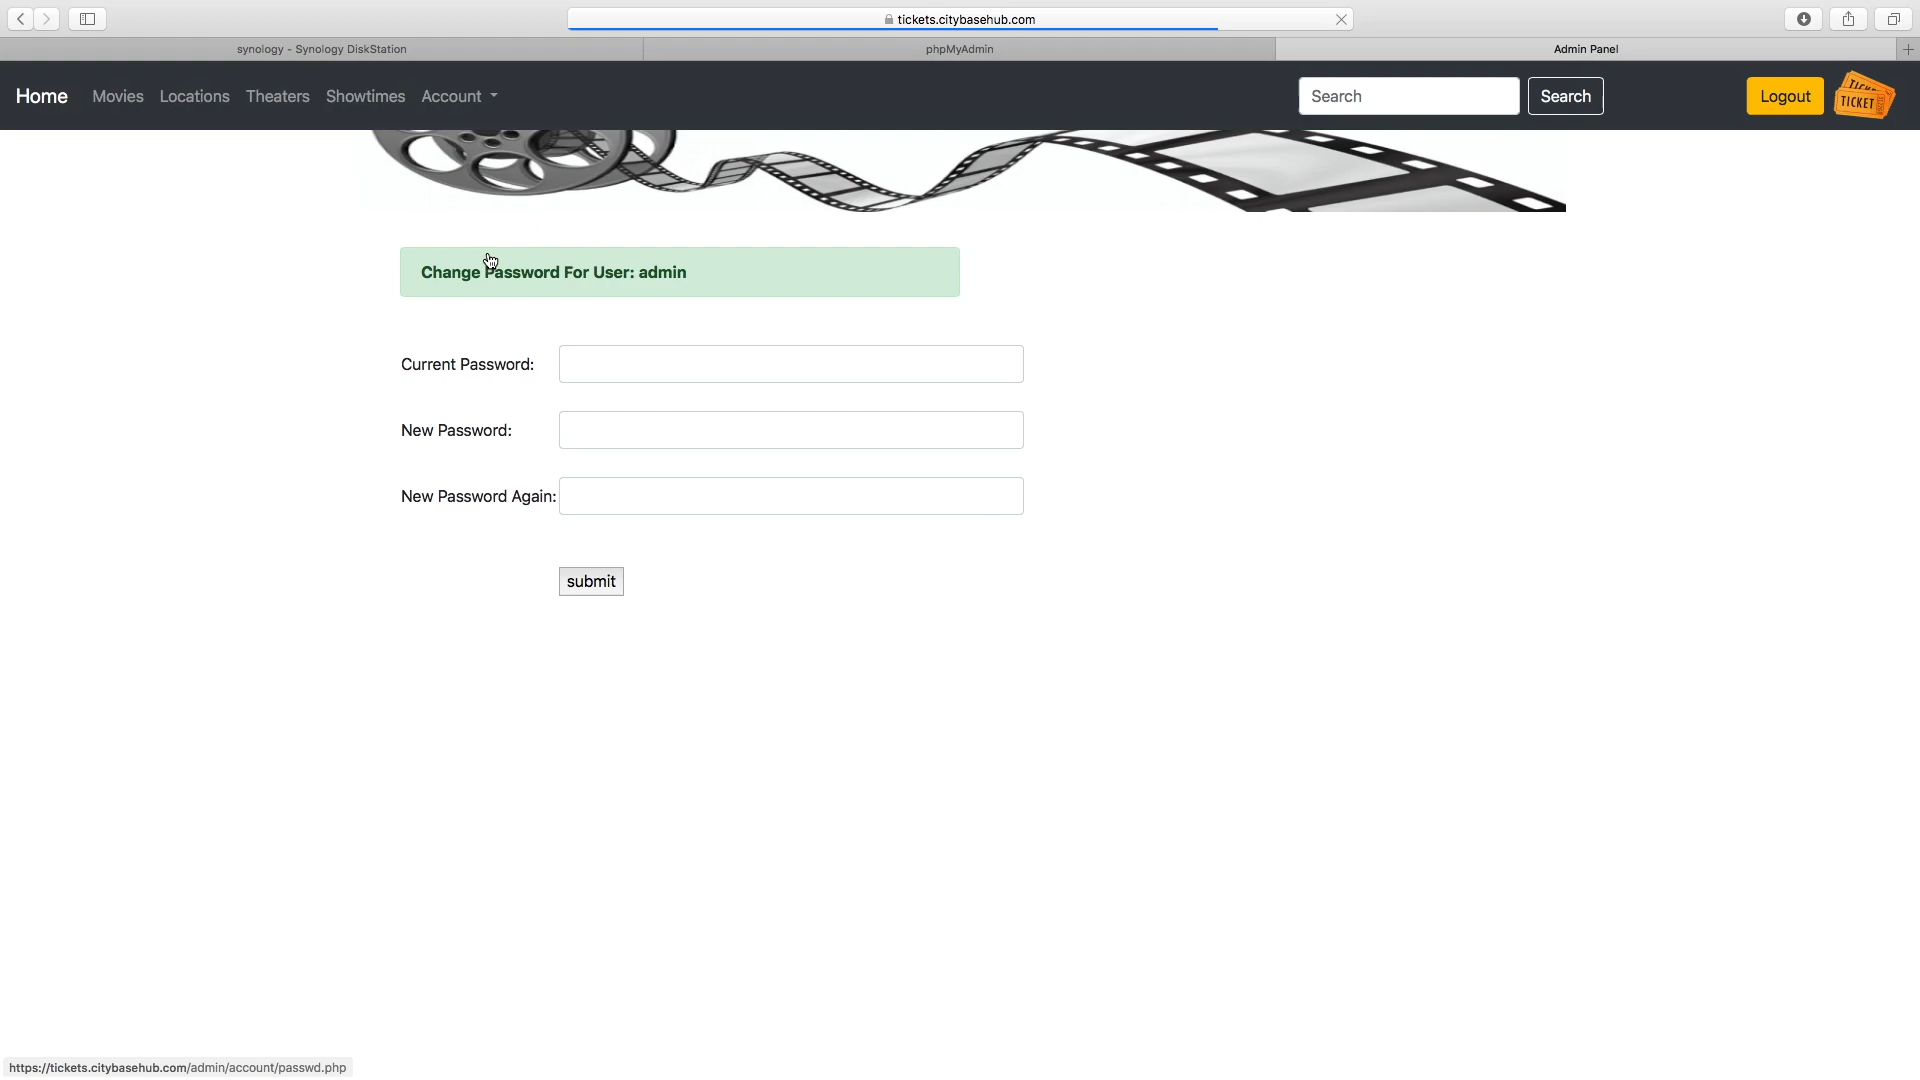 tickets.citybasehub.com
synology - Synology DiskStation
phpMyAdmin
Admin Panel
Home
Movies
Locations
Theaters
Showtimes
Account
Search
Search
Logout
TICKET
Change Password For User: admin
Current Password:
New Password:
New Password Again:
submit
https://tickets.citybasehub.com/admin/account/passwd.php